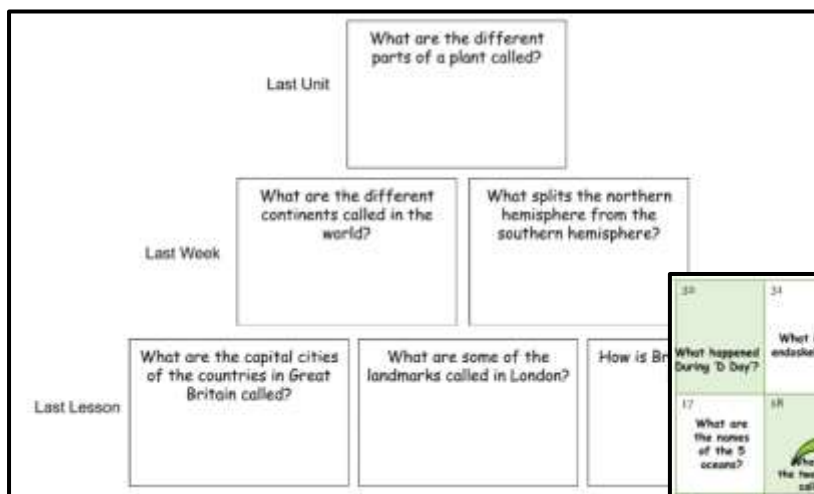 What are the different
parts of a plant called?
Last Unit
What are the different
continents called in the
world?
What splits the northern
hemisphere from the
southern hemisphere?
Last Week
What are the capital cities
of the countries in Great
Britain called?
What are some of the
landmarks called in London?
How is
Last Lesson
31
What
What happened
During 'D Day'?
17
What are
the names
of the 5
oceans?
18
the